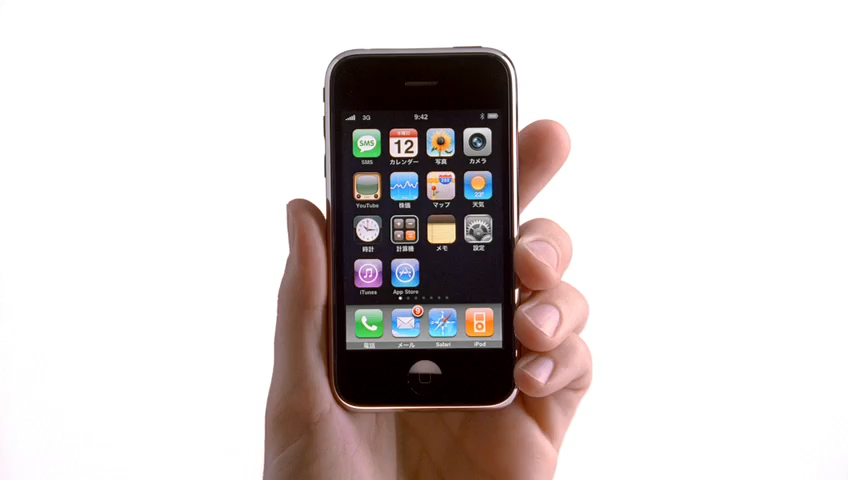 3G 9:42
水曜日
12
SMS カレンダー 写真 カメラ
YouTube 株価 マップ 天気
時計 計算機 メモ 設定
iTunes App Store
9
電話 メール Safari iPod